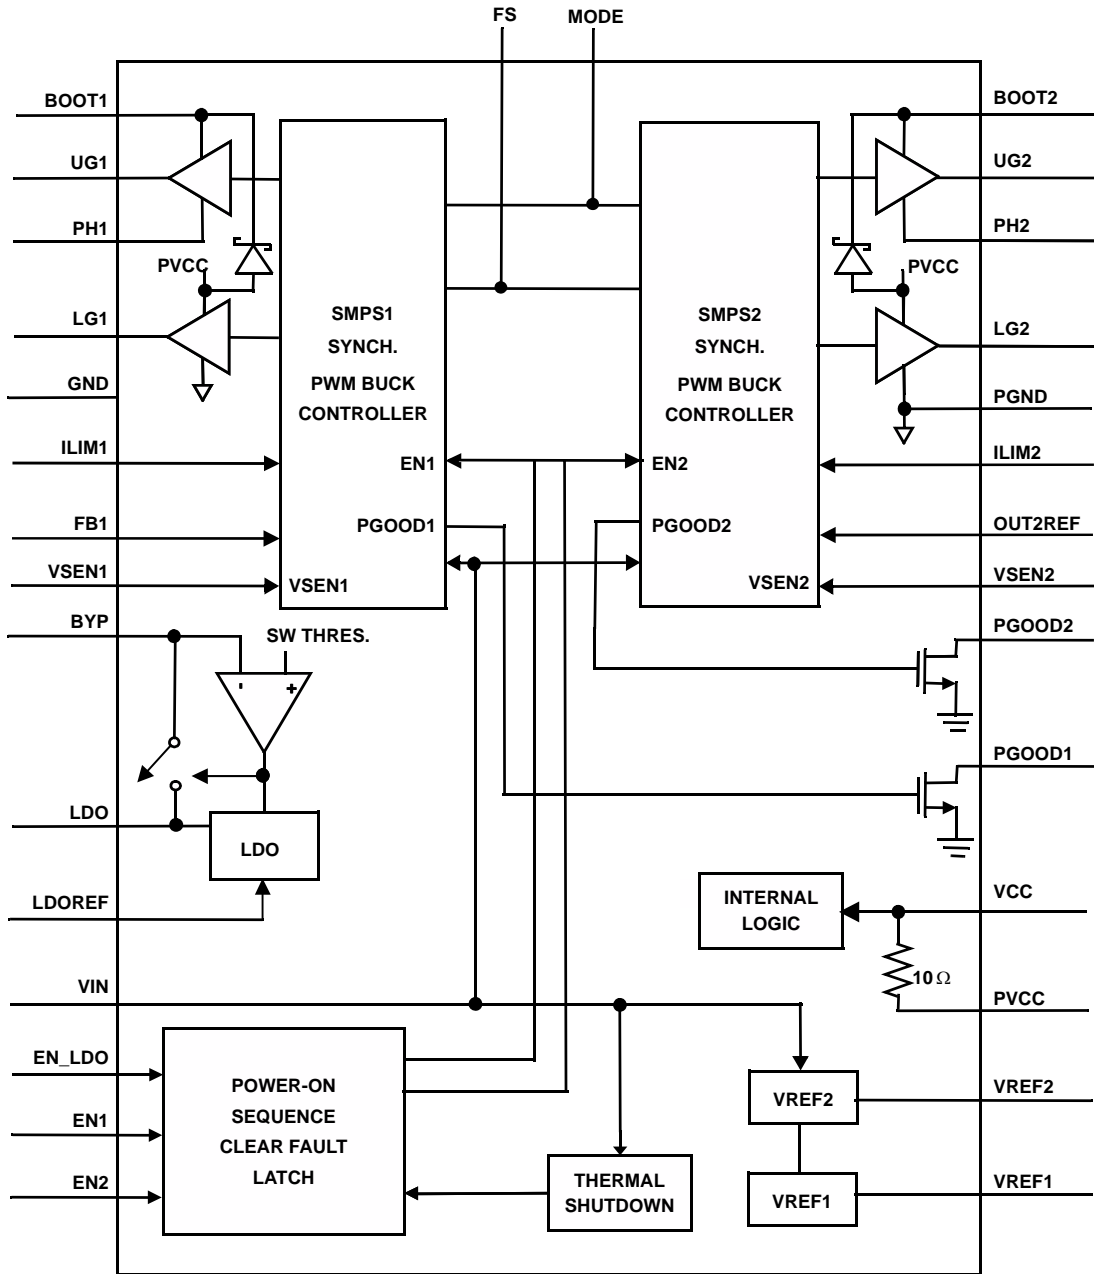 FS
MODE
BOOT1
BOOT2
UG1
UG2
PH1
PH2
PVCC
PVCC
LG1
LG2
SMPS1
SYNCH.
PWM BUCK
CONTROLLER
SMPS2
SYNCH.
PWM BUCK
CONTROLLER
GND
PGND
ILIM1
EN1
EN2
ILIM2
FB1
PGOOD1
PGOOD2
OUT2REF
VSEN1
VSEN1
VSEN2
VSEN2
BYP
SW THRES.
PGOOD2
- +
PGOOD1
LDO
LDO
LDOREF
INTERNAL
LOGIC
VCC
10 Ω
VIN
PVCC
EN_LDO
EN1
EN2
POWER-ON
SEQUENCE
CLEAR FAULT
LATCH
THERMAL
SHUTDOWN
VREF2
VREF2
VREF1
VREF1